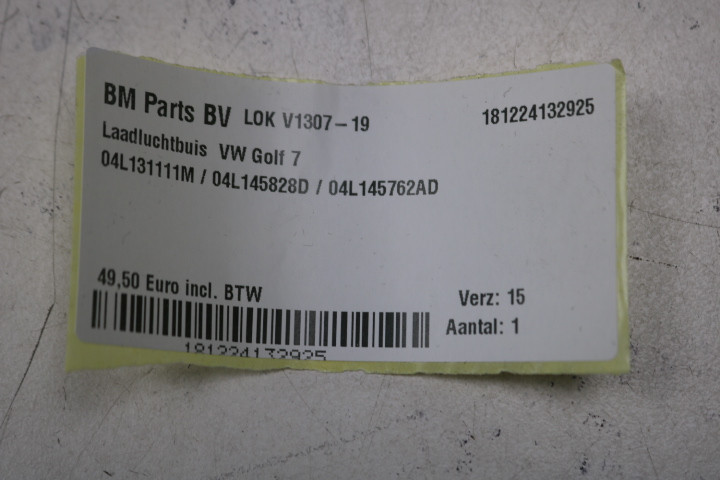 BM Parts BV LOK V1307-19 181224132925
Laadluchtbuis VW Golf 7
04L131111M / 04L145828D / 04L145762AD
49,50 Euro incl. BTW
Verz: 15
Aantal: 1
181224132925